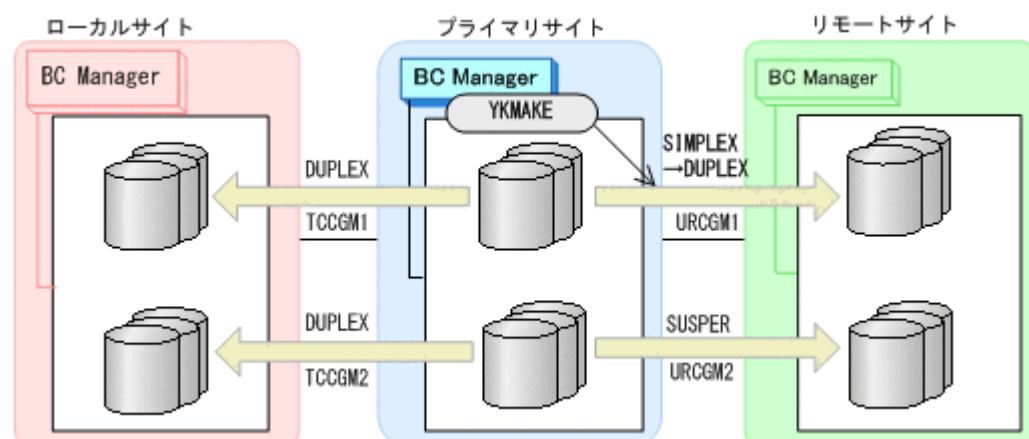 ローカルサイト
プライマリサイト
リモートサイト
BC Manager
BC Manager
BC Manager
YKMAKE
SIMPLEX
→DUPLEX
DUPLEX
TCCGM1
URCGM1
DUPLEX
SUSPER
TCCGM2
URCGM2